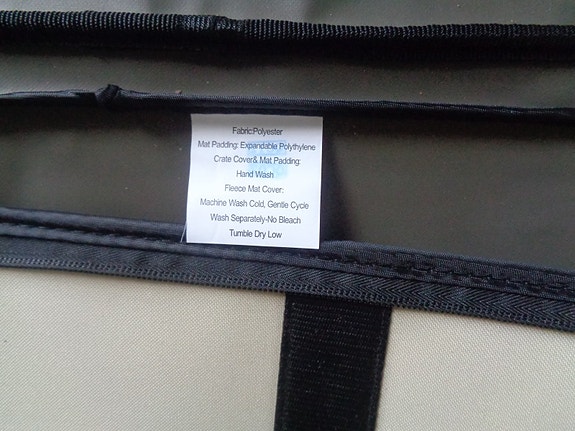 Fabric:Polyester
Mat Padding: Expandable Polythylene
Crate Cover& Mat Padding:
Hand Wash
Fleece Mat Cover:
Machine Wash Cold, Gentle Cycle
Wash Separately-No Bleach
Tumble Dry Low